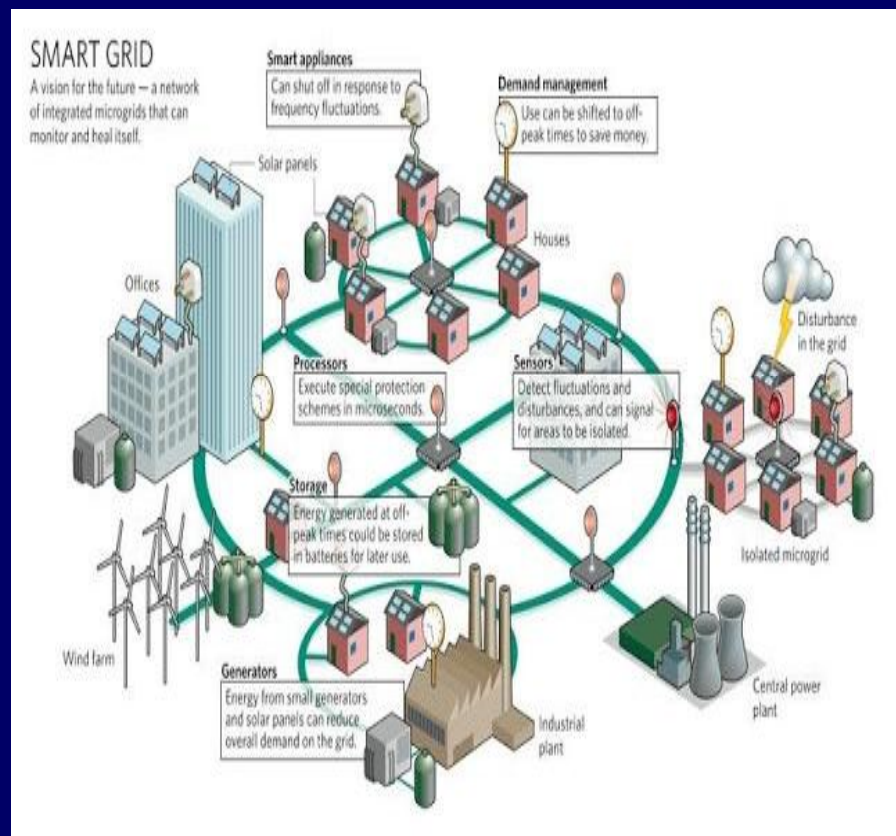 SMART GRID
A vision for the future — a network
of integrated microgrids that can
monitor and heal itself.
Smart appliances
Can shut off in response to
frequency fluctuations.
Demand management
Use can be shifted to off-
peak times to save money.
Solar panels
Houses
Offices
Disturbance
in the grid
Processors
Execute special protection
schemes in microseconds.
Sensors
Detect fluctuations and
disturbances, and can signal
for areas to be isolated.
Storage
Energy generated at off-
peak times could be stored
in batteries for later use.
Isolated microgrid
Wind farm
Generators
Energy from small generators
and solar panels can reduce
overall demand on the grid.
Industrial
plant
Central power
plant